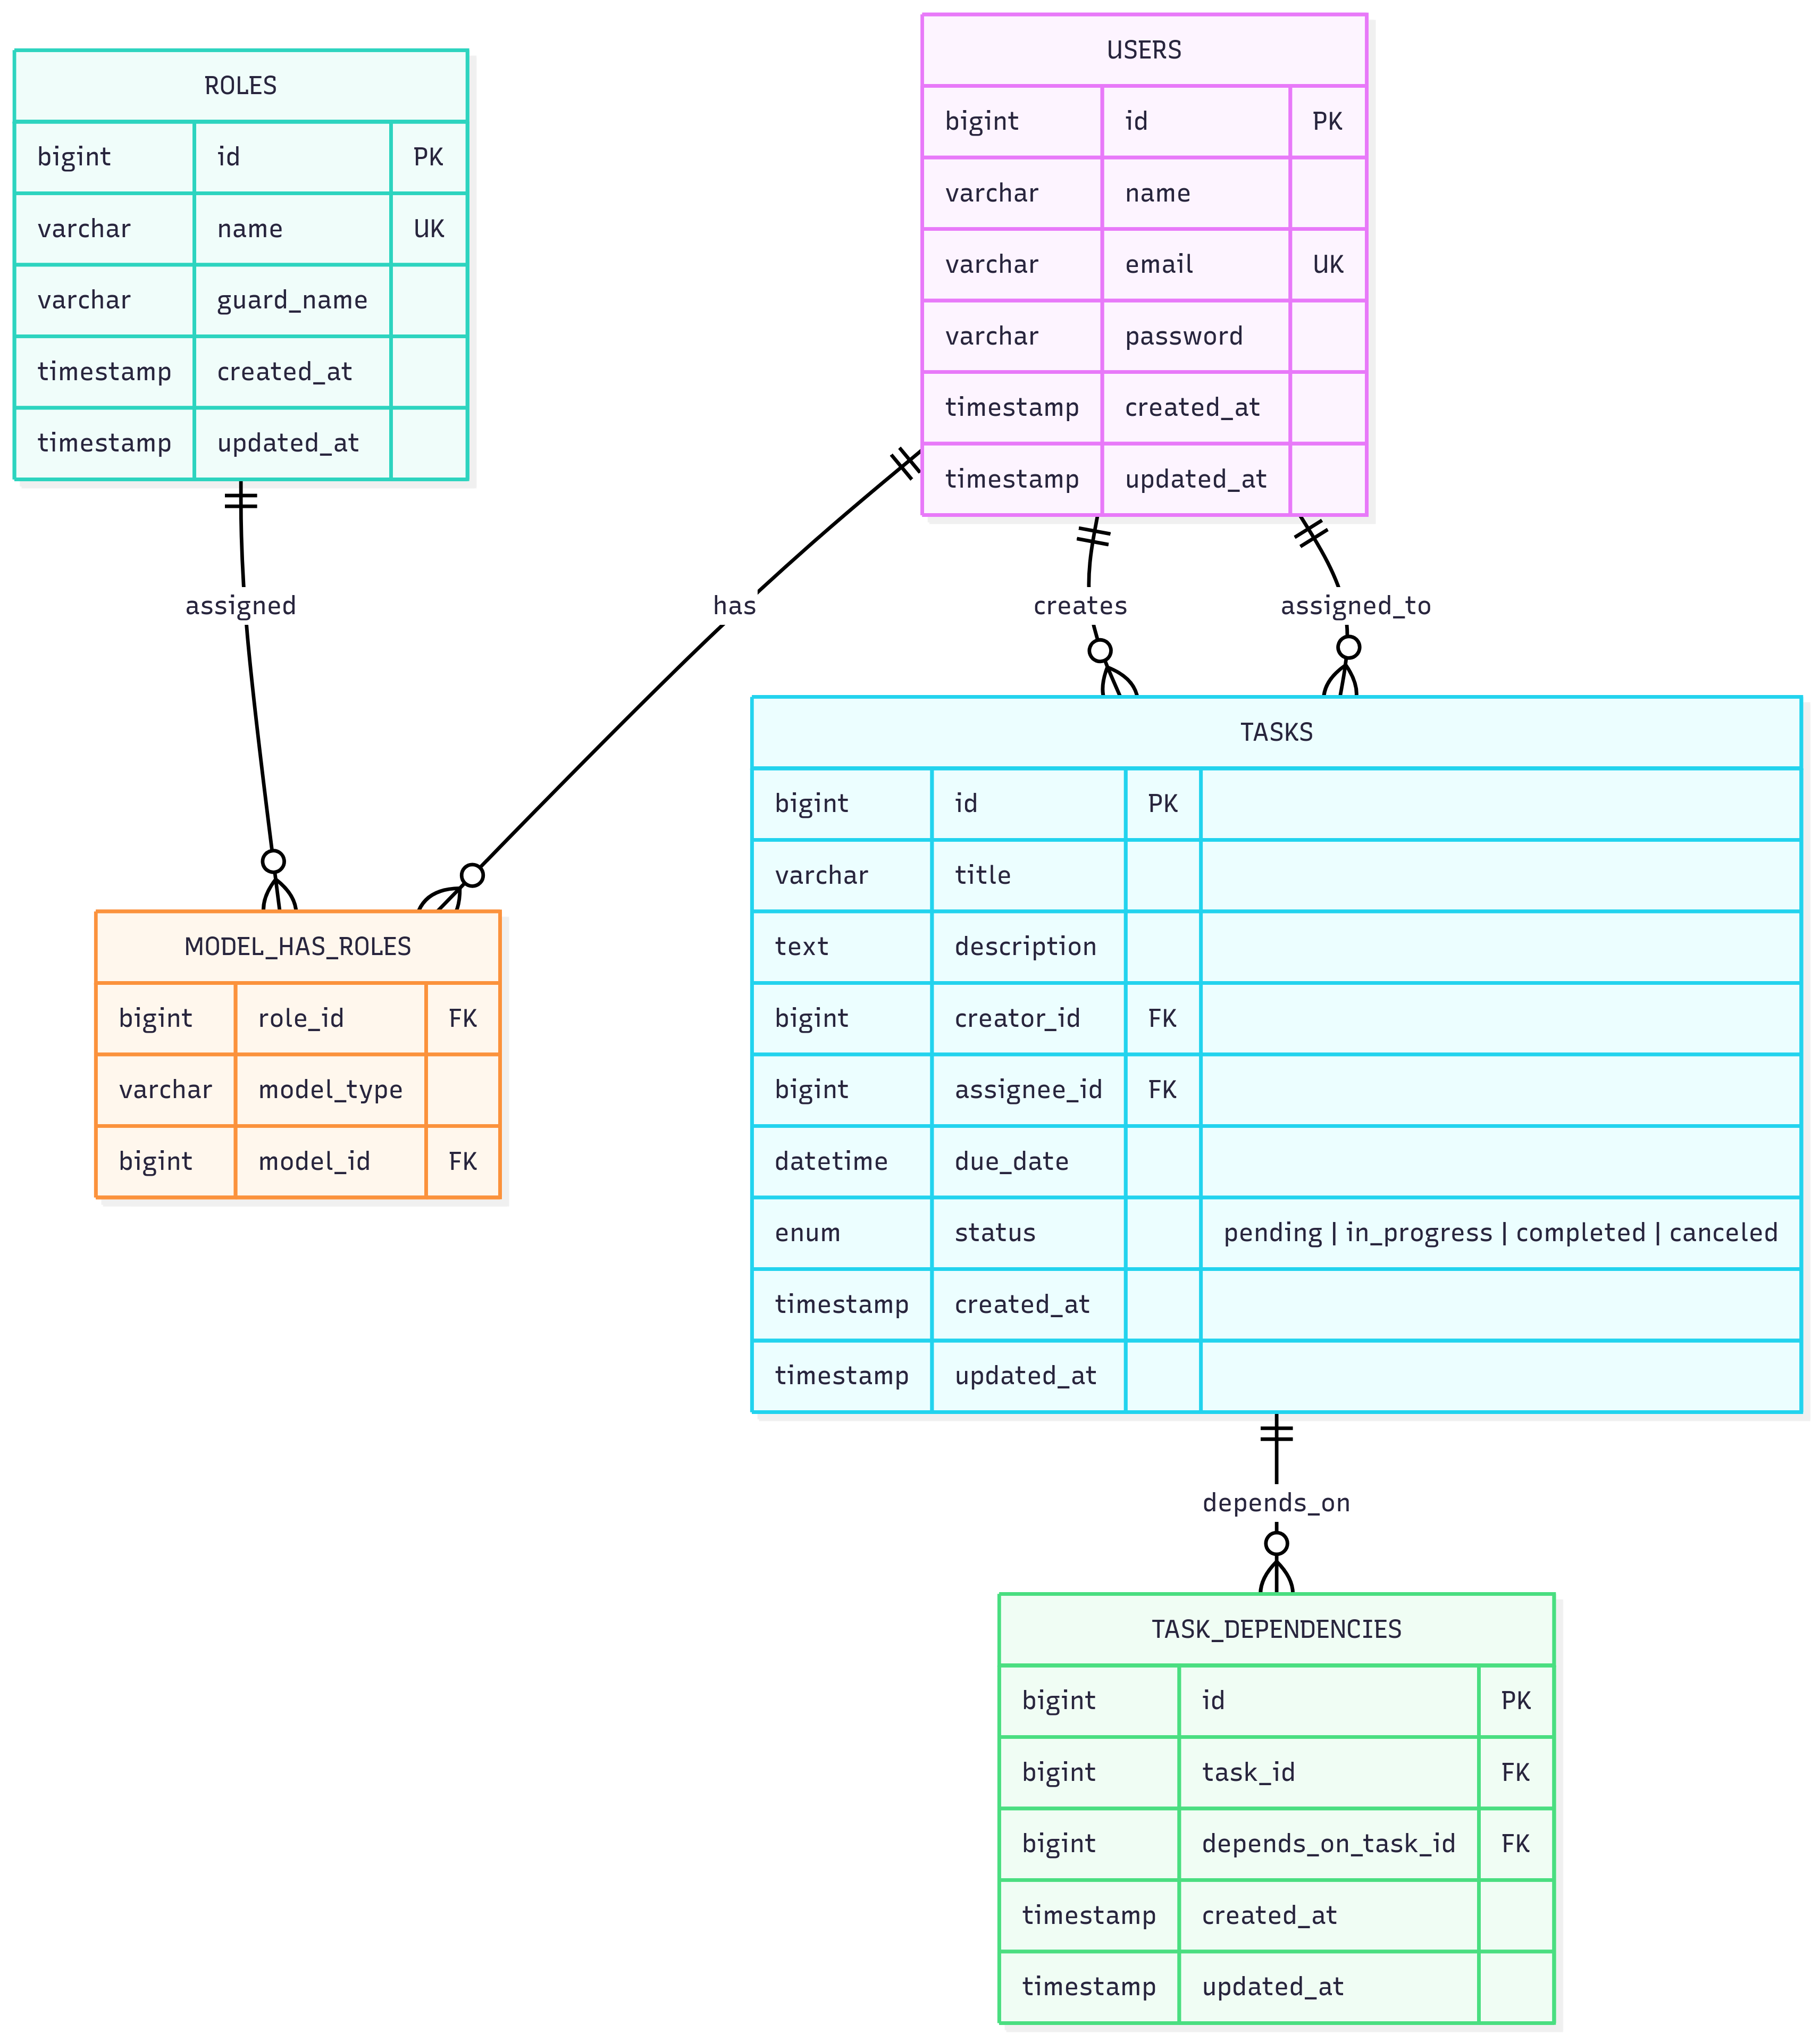 ROLES
bigint id PK
varchar name UK
varchar guard_name
timestamp created_at
timestamp updated_at
USERS
bigint id PK
varchar name
varchar email UK
varchar password
timestamp created_at
timestamp updated_at
assigned
has
creates
assigned_to
MODEL_HAS_ROLES
bigint role_id FK
varchar model_type
bigint model_id FK
TASKS
bigint id PK
varchar title
text description
bigint creator_id FK
bigint assignee_id FK
datetime due_date
enum status pending | in_progress | completed | canceled
timestamp created_at
timestamp updated_at
depends_on
TASK_DEPENDENCIES
bigint id PK
bigint task_id FK
bigint depends_on_task_id FK
timestamp created_at
timestamp updated_at